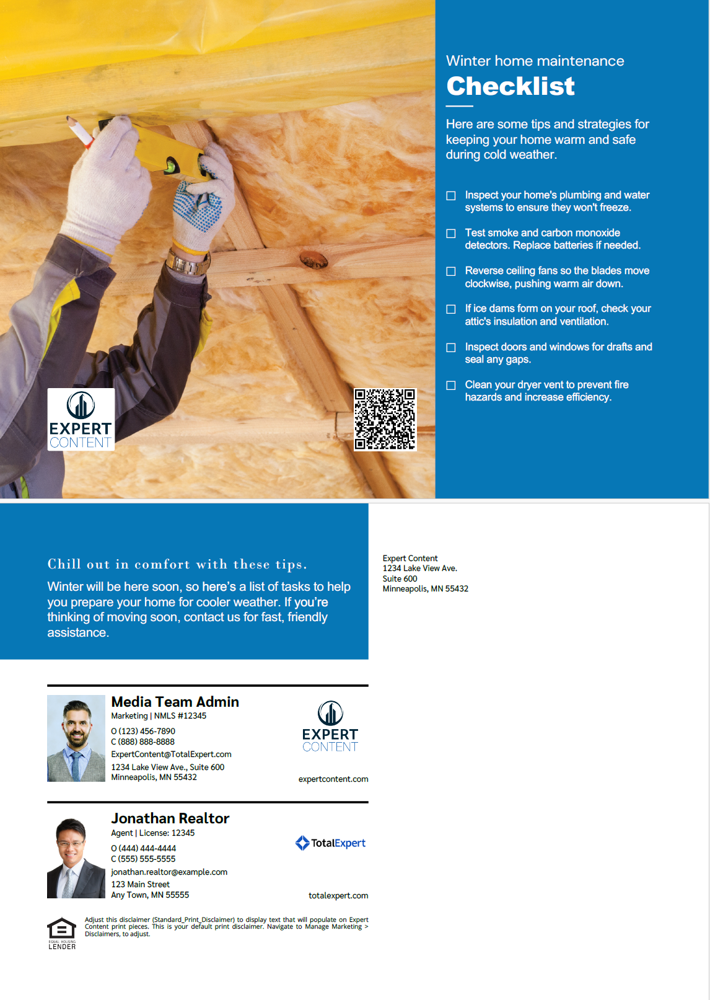 Winter home maintenance
Checklist
Here are some tips and strategies for
keeping your home warm and safe
during cold weather.
Inspect your home's plumbing and water
systems to ensure they won't freeze.
Test smoke and carbon monoxide
detectors. Replace batteries if needed.
Reverse ceiling fans so the blades move
clockwise, pushing warm air down.
If ice dams form on your roof, check your
attic's insulation and ventilation.
Inspect doors and windows for drafts and
seal any gaps.
Clean your dryer vent to prevent fire
hazards and increase efficiency.
EXPERT
CONTENT
Chill out in comfort with these tips.
Winter will be here soon, so here’s a list of tasks to help
you prepare your home for cooler weather. If you’re
thinking of moving soon, contact us for fast, friendly
assistance.
Expert Content
1234 Lake View Ave.
Suite 600
Minneapolis, MN 55432
Media Team Admin
Marketing | NMLS #12345
O (123) 456-7890
C (888) 888-8888
ExpertContent@TotalExpert.com
1234 Lake View Ave., Suite 600
Minneapolis, MN 55432
EXPERT
CONTENT
expertcontent.com
Jonathan Realtor
Agent | License: 12345
O (444) 444-4444
C (555) 555-5555
jonathan.realtor@example.com
123 Main Street
Any Town, MN 55555
TotalExpert
totalexpert.com
EQUAL HOUSING
LENDER
Adjust this disclaimer (Standard_Print_Disclaimer) to display text that will populate on Expert
Content print pieces. This is your default print disclaimer. Navigate to Manage Marketing >
Disclaimers, to adjust.